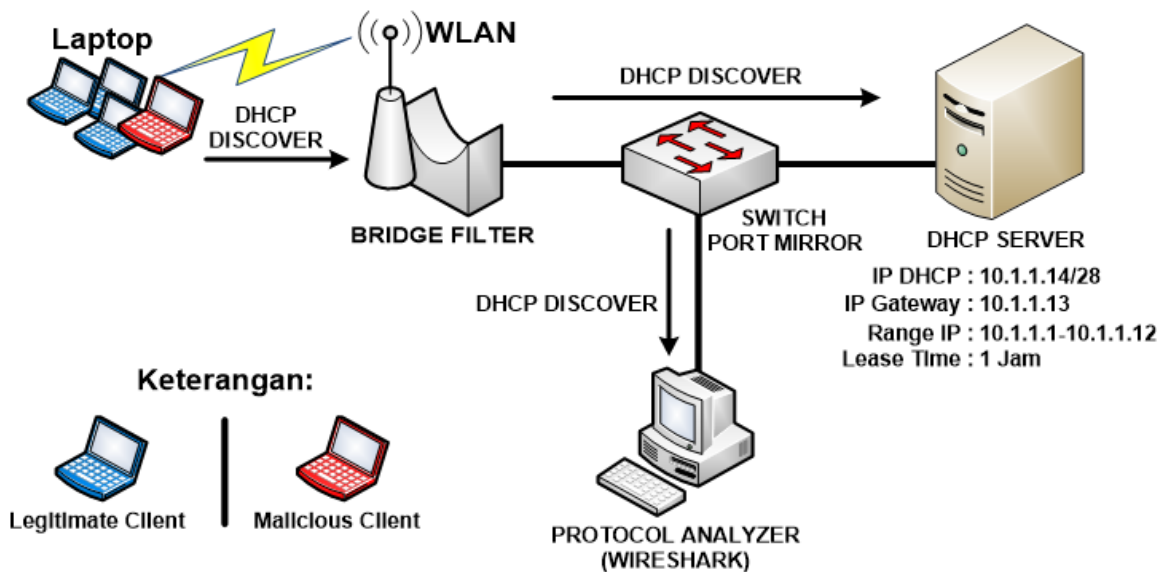 Laptop
WLAN
DHCP
DISCOVER
DHCP DISCOVER
BRIDGE FILTER
SWITCH
PORT MIRROR
DHCP SERVER
IP DHCP : 10.1.1.14/28
IP Gateway : 10.1.1.13
Range IP : 10.1.1.1-10.1.1.12
Lease Time : 1 Jam
DHCP DISCOVER
Keterangan:
Legitimate Client
Malicious Client
PROTOCOL ANALYZER
(WIRESHARK)